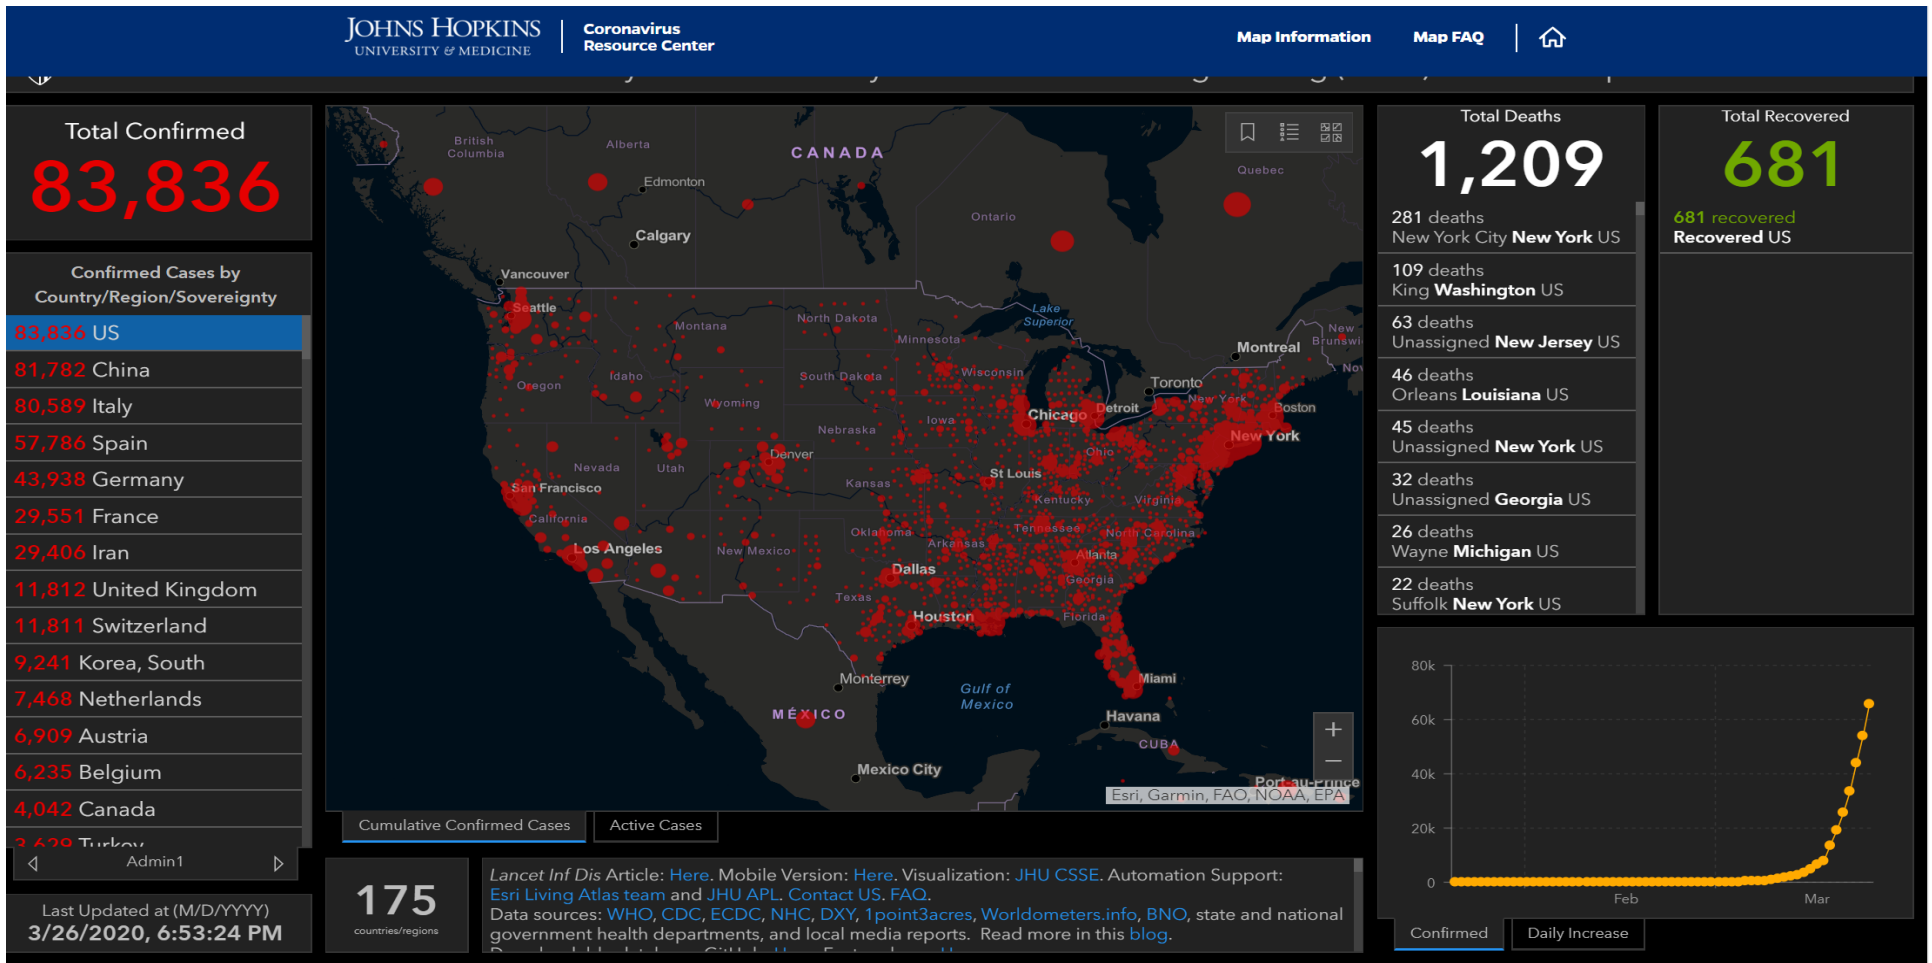 JOHNS HOPKINS
UNIVERSITY & MEDICINE
Coronavirus
Resource Center
Map Information
Map FAQ
Total Confirmed
83,836
Confirmed Cases by
Country/Region/Sovereignty
83,836 US
81,782 China
80,589 Italy
57,786 Spain
43,938 Germany
29,551 France
29,406 Iran
11,812 United Kingdom
11,811 Switzerland
9,241 Korea, South
7,468 Netherlands
6,909 Austria
6,235 Belgium
4,042 Canada
3,629 Turkey
Admin1
Last Updated at (M/D/YYYY)
3/26/2020, 6:53:24 PM
British
Columbia
Alberta
CANADA
Quebec
Edmonton
Ontario
Calgary
Vancouver
Seattle
Lake
Superior
North Dakota
Montana
Minnesota
New
Brunswi
Montreal
Nov
South Dakota
Wisconsin
Idaho
Oregon
Toronto
Wyoming
New York
Boston
Chicago
Detroit
Iowa
Nebraska
New York
Denver
Ohio
Nevada
Utah
St Louis
Kansas
San Francisco
Kentucky
Virginia
California
Tennessee
North Carolina
Oklahoma
Arkansas
Los Angeles
New Mexico
Atlanta
Dallas
Georgia
Texas
Houston
Florida
Monterrey
Miami
Gulf of
Mexico
MÉXICO
Havana
CUBA
Mexico City
Port-au-Prince
Esri, Garmin, FAO, NOAA, EPA
Cumulative Confirmed Cases
Active Cases
175
countries/regions
Lancet Inf Dis Article: Here. Mobile Version: Here. Visualization: JHU CSSE. Automation Support:
Esri Living Atlas team and JHU APL. Contact US. FAQ.
Data sources: WHO, CDC, ECDC, NHC, DXY, 1point3acres, Worldometers.info, BNO, state and national
government health departments, and local media reports. Read more in this blog.
Total Deaths
1,209
281 deaths
New York City New York US
109 deaths
King Washington US
63 deaths
Unassigned New Jersey US
46 deaths
Orleans Louisiana US
45 deaths
Unassigned New York US
32 deaths
Unassigned Georgia US
26 deaths
Wayne Michigan US
22 deaths
Suffolk New York US
Total Recovered
681
681 recovered
Recovered US
80k
60k
40k
20k
0
Feb
Mar
Confirmed
Daily Increase